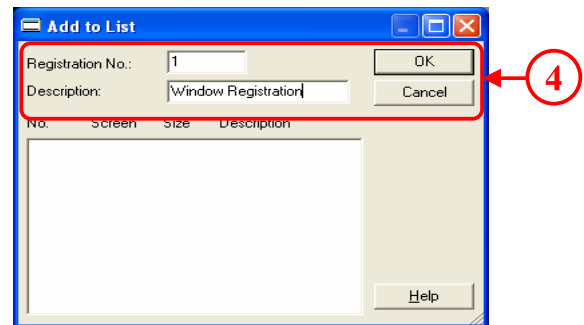 Add to List
Registration No.: 1 OK
Description: Window Registration Cancel
4
No. Screen Size Description
Help